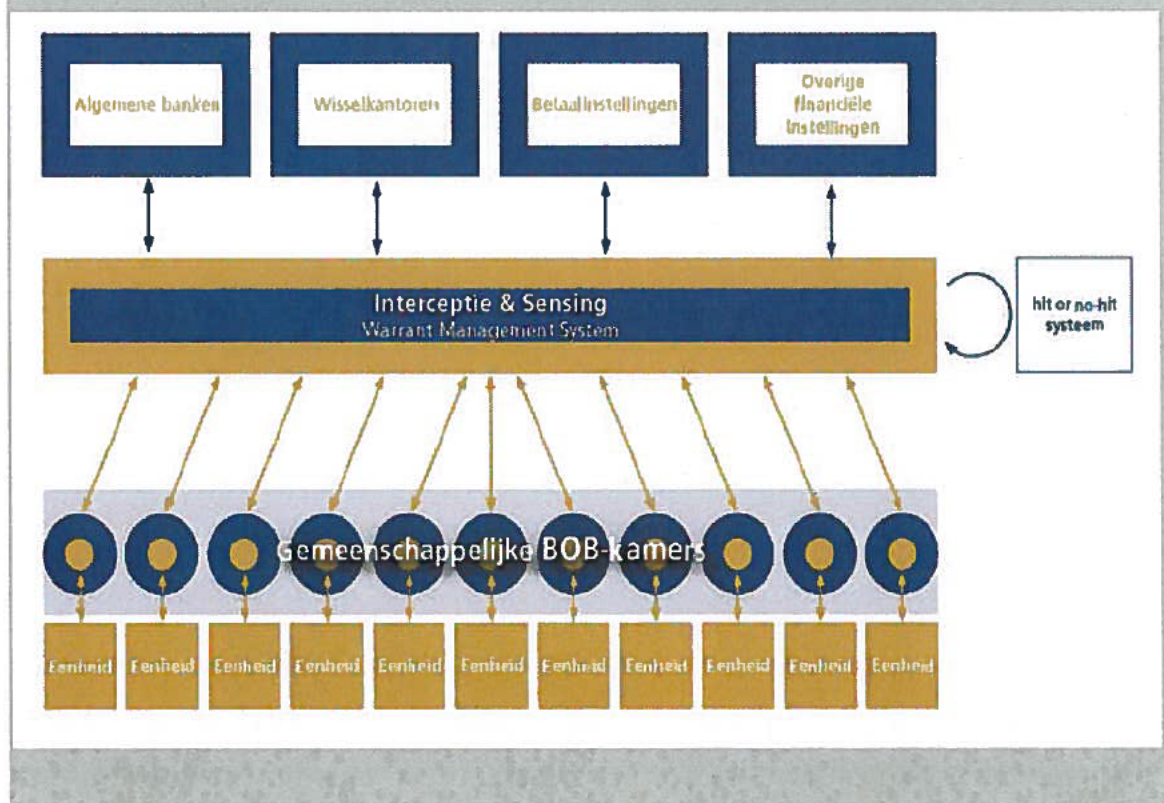 Algemene banken
Wisselkantoren
Betaalinstellingen
Overige
financiële
instellingen
Interceptie & Sensing
Warrant Management System
hit or no-hit
systeem
Gemeenschappelijke BOB-kamers
Eenheid
Eenheid
Eenheid
Eenheid
Eenheid
Eenheid
Eenheid
Eenheid
Eenheid
Eenheid
Eenheid